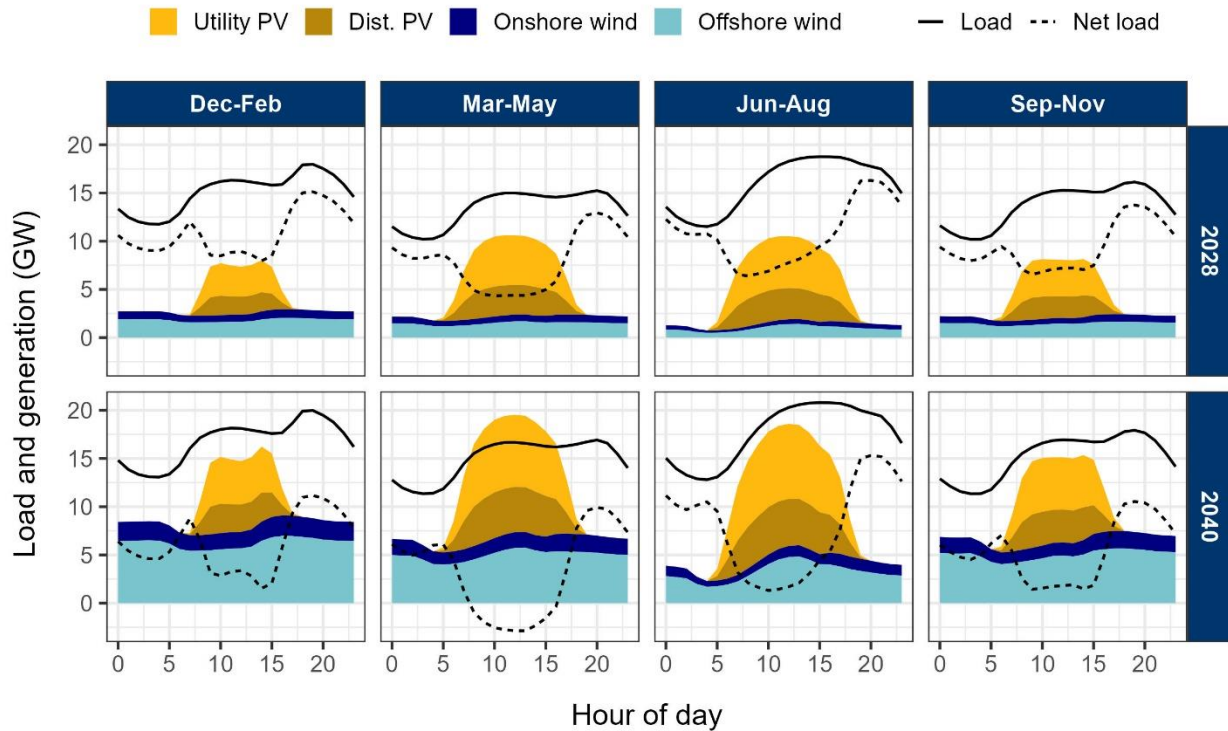 Utility PV Dist. PV Onshore wind Offshore wind Load Net load
Dec-Feb Mar-May Jun-Aug Sep-Nov
20
15
10
5
0
2028
20
15
10
5
0
2040
Load and generation (GW)
0 5 10 15 20 0 5 10 15 20 0 5 10 15 20 0 5 10 15 20
Hour of day